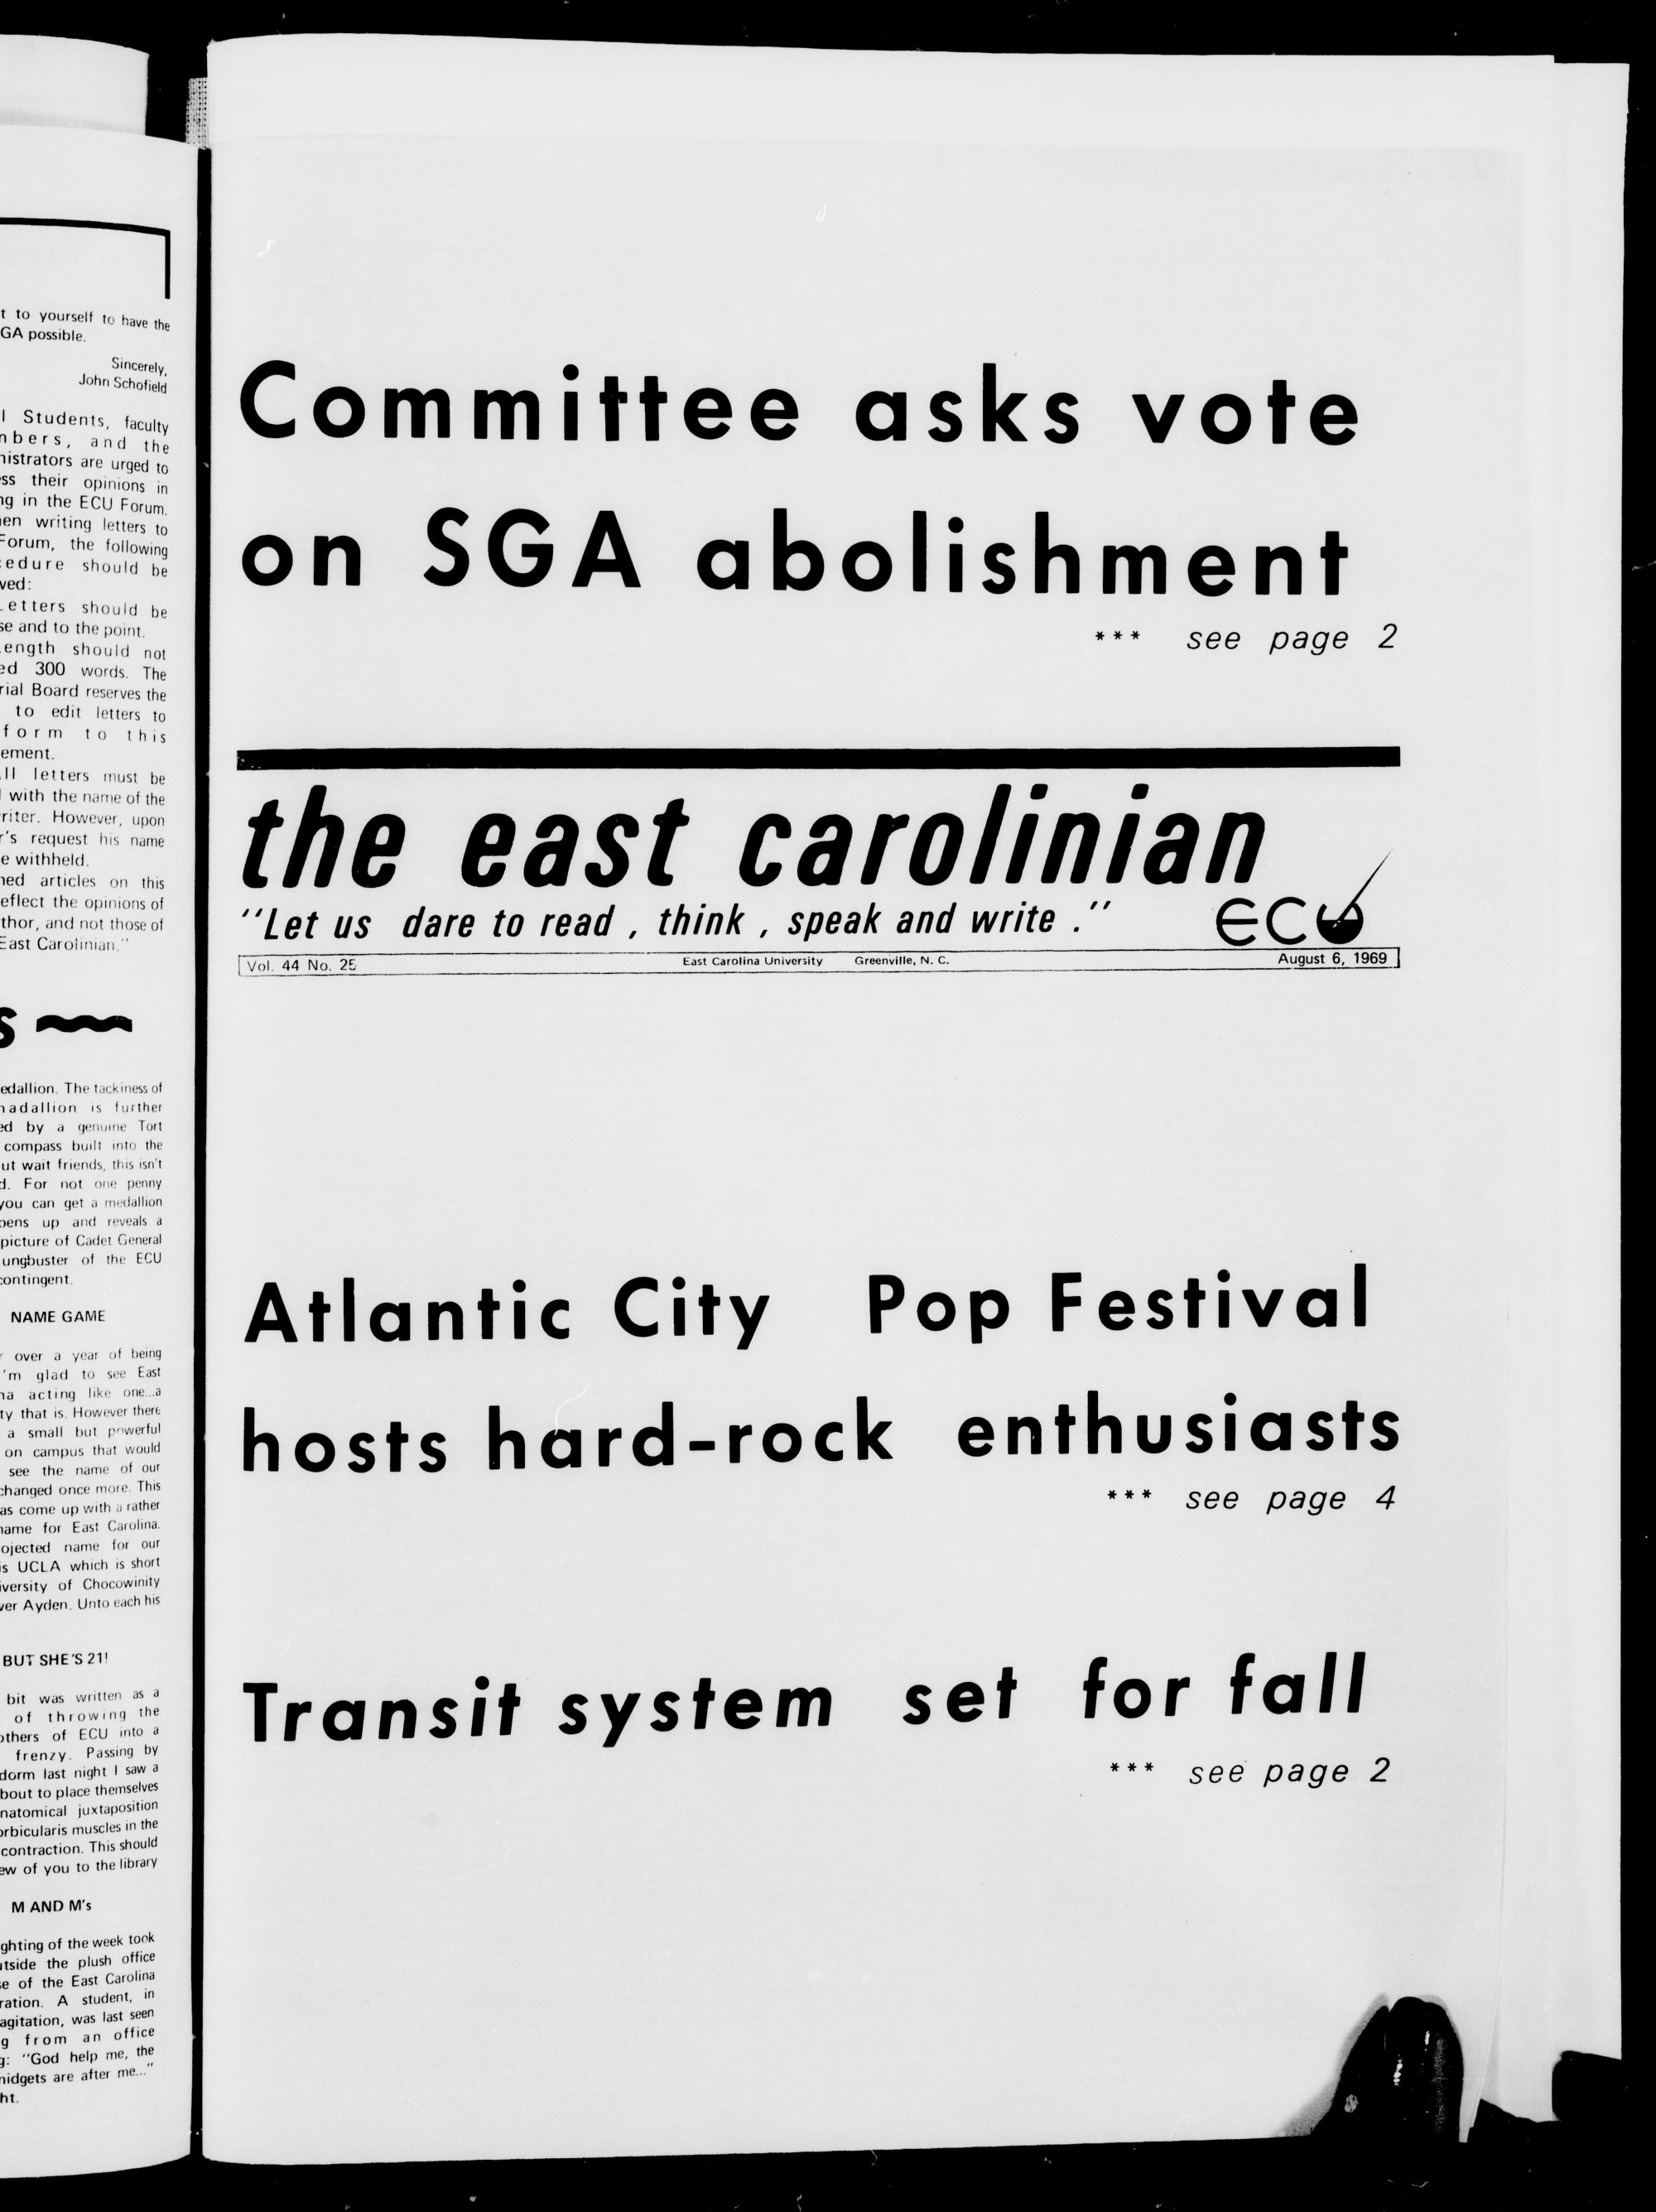 t to yourself to have the
GA possible.
Sincerely,
John Schofield
l Students, faculty
nbers, and the
nistrators are urged to
ss their opinions in
ng in the ECU Forum.
en writing letters to
Forum, the following
cedure should be
ved:
Letters should be
se and to the point.
ength should not
ed 300 words. The
rial Board reserves the
to edit letters to
form to this
ement.
ll letters must be
with the name of the
riter. However, upon
r's request his name
e withheld.
ned articles on this
eflect the opinions of
thor, and not those of
East Carolinian."
s
edallion. The tackiness of
nadallion is further
ed by a genuine Tort
compass built into the
ut wait friends, this isn't
d. For not one penny
you can get a medallion
pens up and reveals a
picture of Cadet General
ungbuster of the ECU
contingent.
NAME GAME
r over a year of being
'm glad to see East
na acting like one...a
ty that is. However there
a small but powerful
on campus that would
see the name of our
changed once more. This
as come up with a rather
name for East Carolina.
ojected name for our
is UCLA which is short
iversity of Chocowinity
ver Ayden. Unto each his
BUT SHE'S 21!
bit was written as a
of throwing the
others of ECU into a
frenzy. Passing by
dorm last night I saw a
bout to place themselves
natomical juxtaposition
orbicularis muscles in the
contraction. This should
ew of you to the library
M AND M's
ghting of the week took
utside the plush office
se of the East Carolina
ration. A student, in
agitation, was last seen
g from an office
g: "God help me, the
midgets are after me..."
ht.
Committee asks vote
on SGA abolishment
*** see page 2
the east carolinian
"Let us dare to read , think , speak and write ."
ECU
Vol. 44 No. 25 East Carolina University Greenville, N. C. August 6, 1969
Atlantic City Pop Festival
hosts hard-rock enthusiasts
*** see page 4
Transit system set for fall
*** see page 2